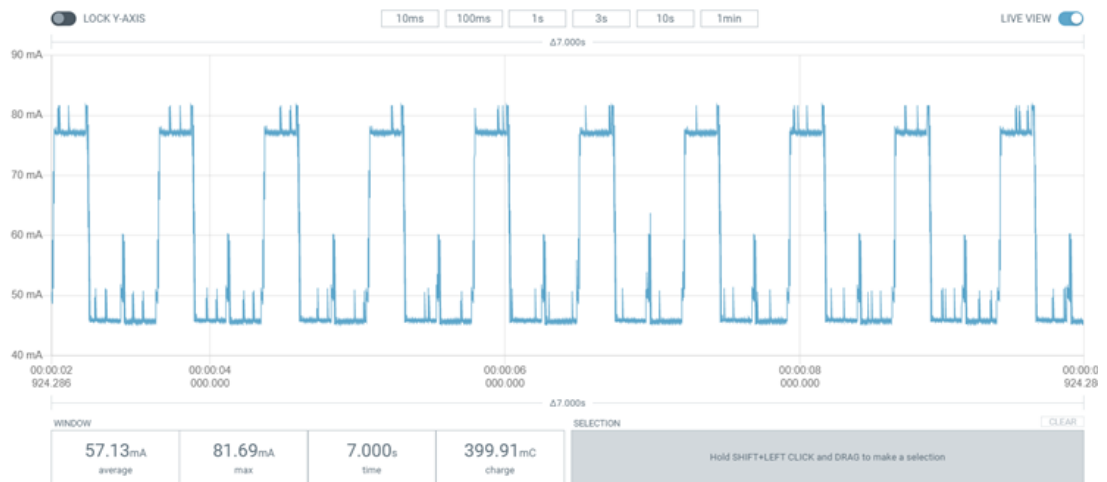 LOCK Y-AXIS 10ms 100ms 1s 3s 10s 1min LIVE VIEW
Δ7.000s
90 mA
80 mA
70 mA
60 mA
50 mA
40 mA
00:00:02 00:00:04 00:00:06 00:00:08 00:00:0
924.286 000.000 000.000 000.000 924.28
Δ7.000s
WINDOW SELECTION CLEAR
57.13mA 81.69mA 7.000s 399.91mC
average max time charge
Hold SHIFT+LEFT CLICK and DRAG to make a selection